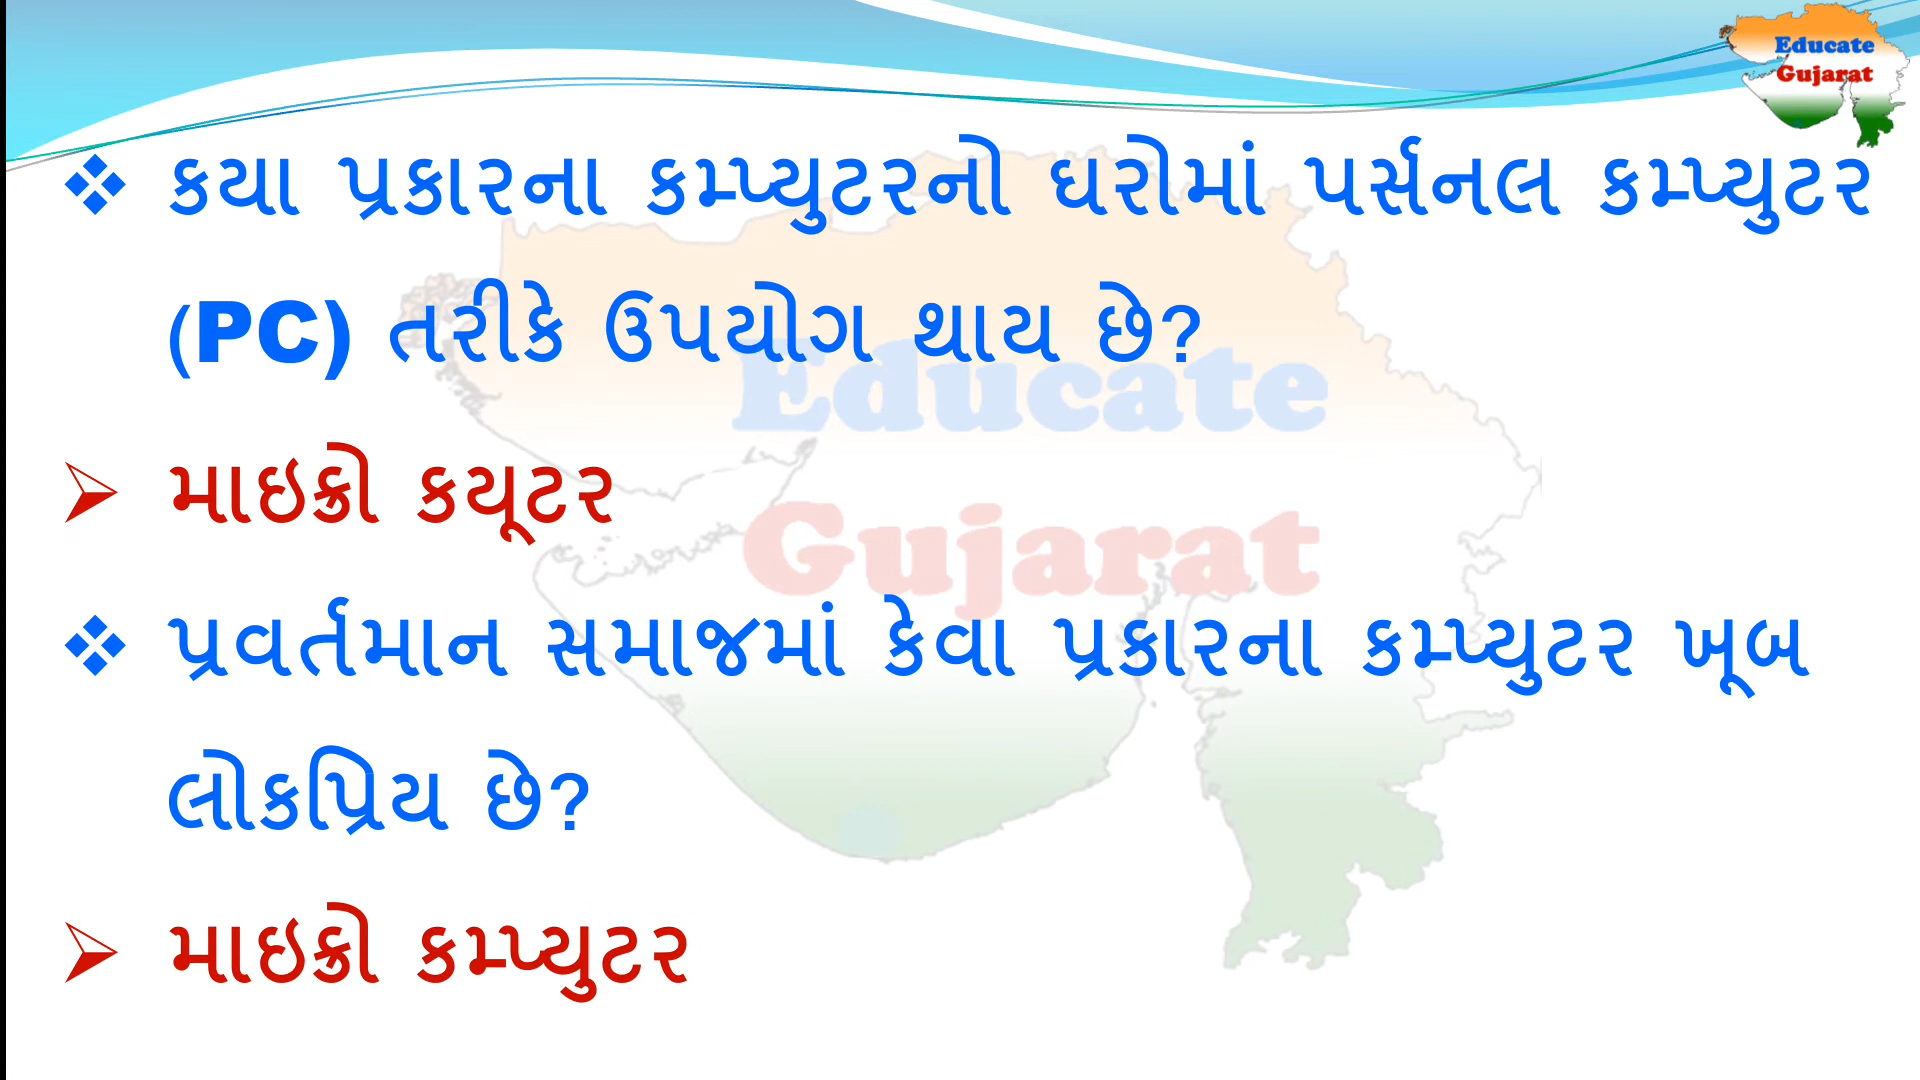 Educate
Gujarat
કયા પ્રકારના કમ્પ્યુટરનો ઘરોમાં પર્સનલ કમ્પ્યુટર
(PC) તરીકે ઉપયોગ થાય છે?
Educate
માઇક્રો કયૂટર
Gujarat
પ્રવર્તમાન સમાજમાં કેવા પ્રકારના કમ્પ્યુટર ખૂબ
લોકપ્રિય છે?
માઇક્રો કમ્પ્યુટર